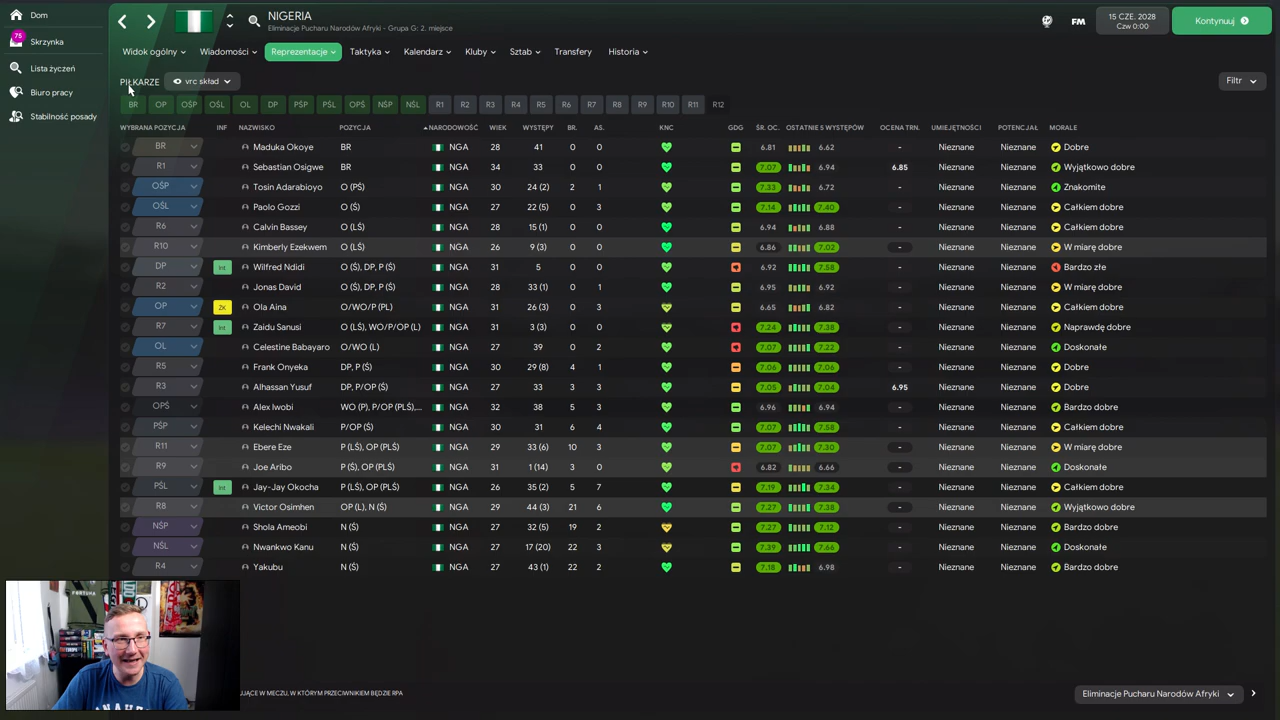 Dom
75
Skrzynka
Lista życzeń
Biuro pracy
Stabilność posady
NIGERIA
Eliminacje Pucharu Narodów Afryki - Grupa G: 2. miejsce
FM
15 CZE. 2028
Czw 0:00
Kontynuuj
Widok ogólny Wiadomości Reprezentacje Taktyka Kalendarz Kluby Sztab Transfery Historia
PIŁKARZE vrc skład Filtr
BR OP OŚP OŚL OL DP PŚP PŚL OPŚ NŚP NŚL R1 R2 R3 R4 R5 R6 R7 R8 R9 R10 R11 R12
WYBRANA POZYCJA INF NAZWISKO POZYCJA NARODOWOŚĆ WIEK WYSTĘPY BR. AS. KNC GDG ŚR. OC. OSTATNIE 5 WYSTĘPÓW OCENA TRN. UMIEJĘTNOŚCI POTENCJAŁ MORALE
BR Maduka Okoye BR NGA 28 41 0 0 6.81 6.62 - Nieznane Nieznane Dobre
R1 Sebastian Osigwe BR NGA 34 33 0 0 7.07 6.94 6.85 Nieznane Nieznane Wyjątkowo dobre
OŚP Tosin Adarabioyo O (PŚ) NGA 30 24 (2) 2 1 7.33 6.72 - Nieznane Nieznane Znakomite
OŚL Paolo Gozzi O (Ś) NGA 27 22 (5) 0 3 7.14 7.40 - Nieznane Nieznane Całkiem dobre
R6 Calvin Bassey O (LŚ) NGA 28 15 (1) 0 0 6.94 6.88 - Nieznane Nieznane Całkiem dobre
R10 Kimberly Ezekwem O (LŚ) NGA 26 9 (3) 0 0 6.86 7.02 - Nieznane Nieznane W miarę dobre
DP Int Wilfred Ndidi O (Ś), DP, P (Ś) NGA 31 5 0 0 6.92 7.58 - Nieznane Nieznane Bardzo złe
R2 Jonas David O (Ś), DP, P (Ś) NGA 28 33 (1) 0 1 6.95 6.92 - Nieznane Nieznane W miarę dobre
OP ZK Ola Aina O/WO/P (PL) NGA 31 26 (3) 0 3 6.65 6.82 - Nieznane Nieznane Całkiem dobre
R7 Int Zaidu Sanusi O (LŚ), WO/P/OP (L) NGA 31 3 (3) 0 0 7.24 7.38 - Nieznane Nieznane Naprawdę dobre
OL Celestine Babayaro O/WO (L) NGA 27 39 0 2 7.07 7.22 - Nieznane Nieznane Doskonałe
R5 Frank Onyeka DP, P (Ś) NGA 30 29 (8) 4 1 7.06 7.06 - Nieznane Nieznane Dobre
R3 Alhassan Yusuf DP, P/OP (Ś) NGA 27 33 3 3 7.05 7.04 6.95 Nieznane Nieznane Dobre
OPŚ Alex Iwobi WO (P), P/OP (PLŚ),... NGA 32 38 5 3 6.96 6.94 - Nieznane Nieznane Bardzo dobre
PŚP Kelechi Nwakali P/OP (Ś) NGA 30 31 6 4 7.07 7.58 - Nieznane Nieznane Całkiem dobre
R11 Ebere Eze P (LŚ), OP (PLŚ) NGA 29 33 (6) 10 3 7.07 7.30 - Nieznane Nieznane W miarę dobre
R9 Joe Aribo P (Ś), OP (PLŚ) NGA 31 1 (14) 3 0 6.82 6.66 - Nieznane Nieznane Doskonałe
PŚL Int Jay-Jay Okocha P (LŚ), OP (PLŚ) NGA 26 35 (2) 5 7 7.19 7.34 - Nieznane Nieznane Całkiem dobre
R8 Victor Osimhen OP (L), N (Ś) NGA 29 44 (3) 21 6 7.27 7.38 - Nieznane Nieznane Wyjątkowo dobre
NŚP Shola Ameobi N (Ś) NGA 27 32 (5) 19 2 7.27 7.12 - Nieznane Nieznane Bardzo dobre
NŚL Nwankwo Kanu N (Ś) NGA 27 17 (20) 22 3 7.39 7.66 - Nieznane Nieznane Doskonałe
R4 Yakubu N (Ś) NGA 27 43 (1) 22 2 7.18 6.98 - Nieznane Nieznane Bardzo dobre
UJĄCE W MECZU, W KTÓRYM PRZECIWNIKIEM BĘDZIE RPA
Eliminacje Pucharu Narodów Afryki